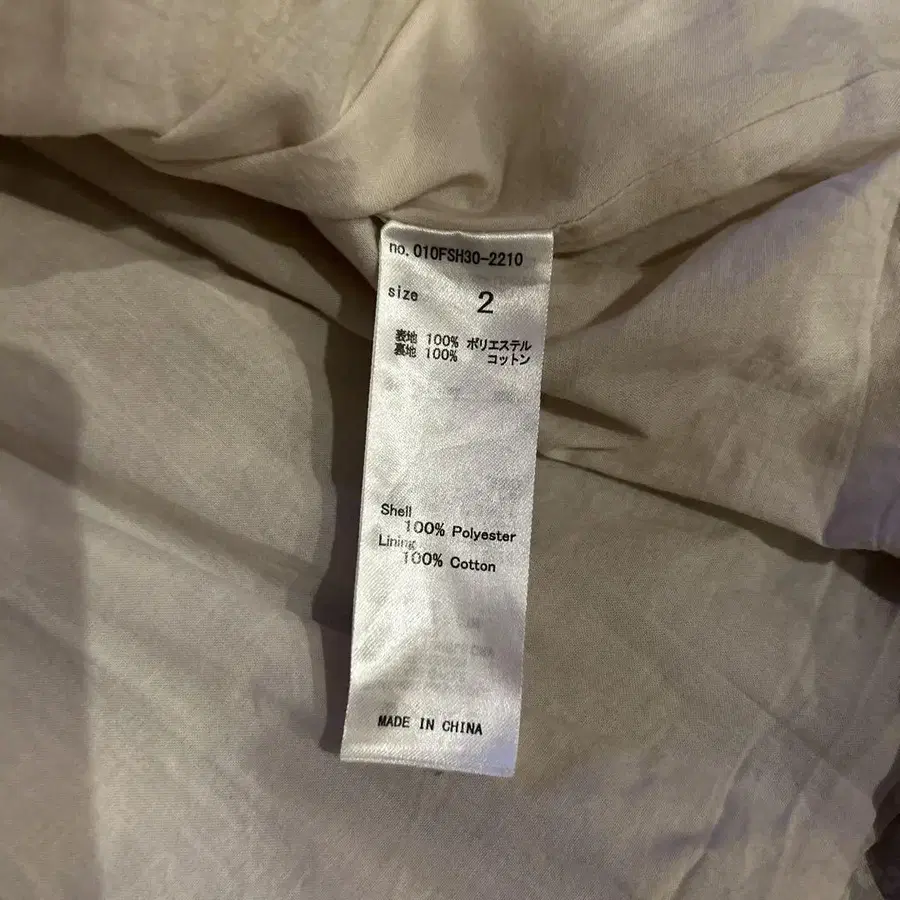 no. 010FSH30-2210
size 2
表地 100% ポリエステル
裏地 100% コットン
Shell
100% Polyester
Lining
100% Cotton
MADE IN CHINA